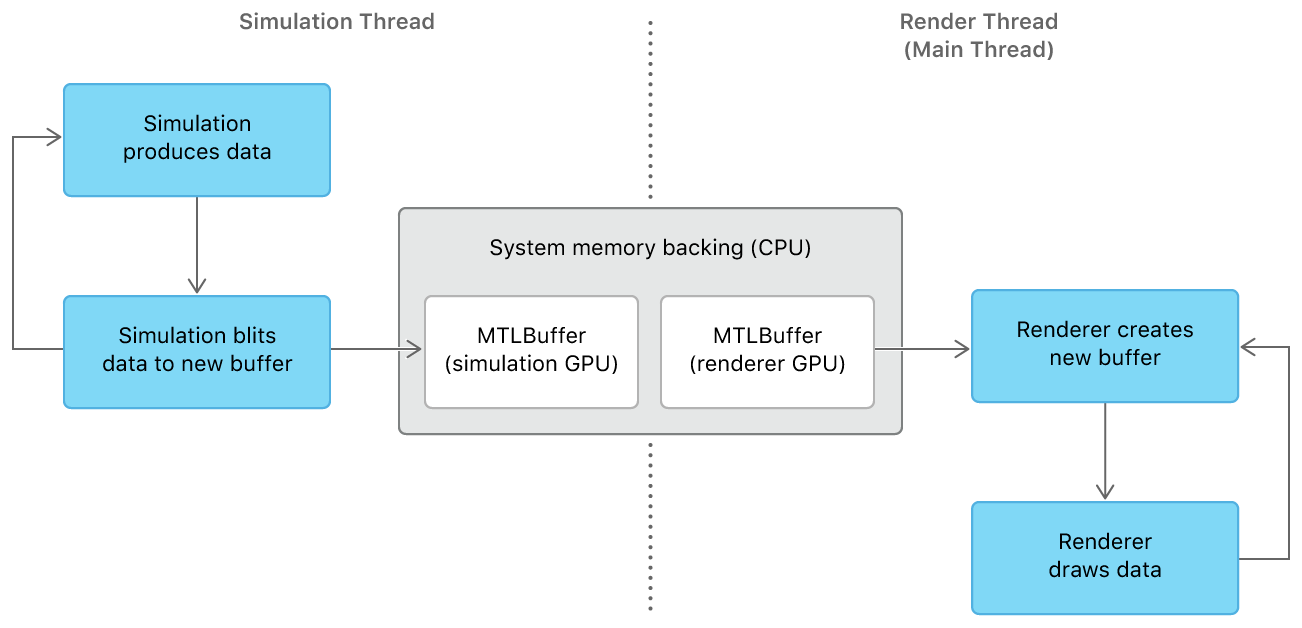 Simulation Thread
Render Thread
(Main Thread)
Simulation
produces data
System memory backing (CPU)
Simulation blits
data to new buffer
MTLBuffer
(simulation GPU)
MTLBuffer
(renderer GPU)
Renderer creates
new buffer
Renderer
draws data